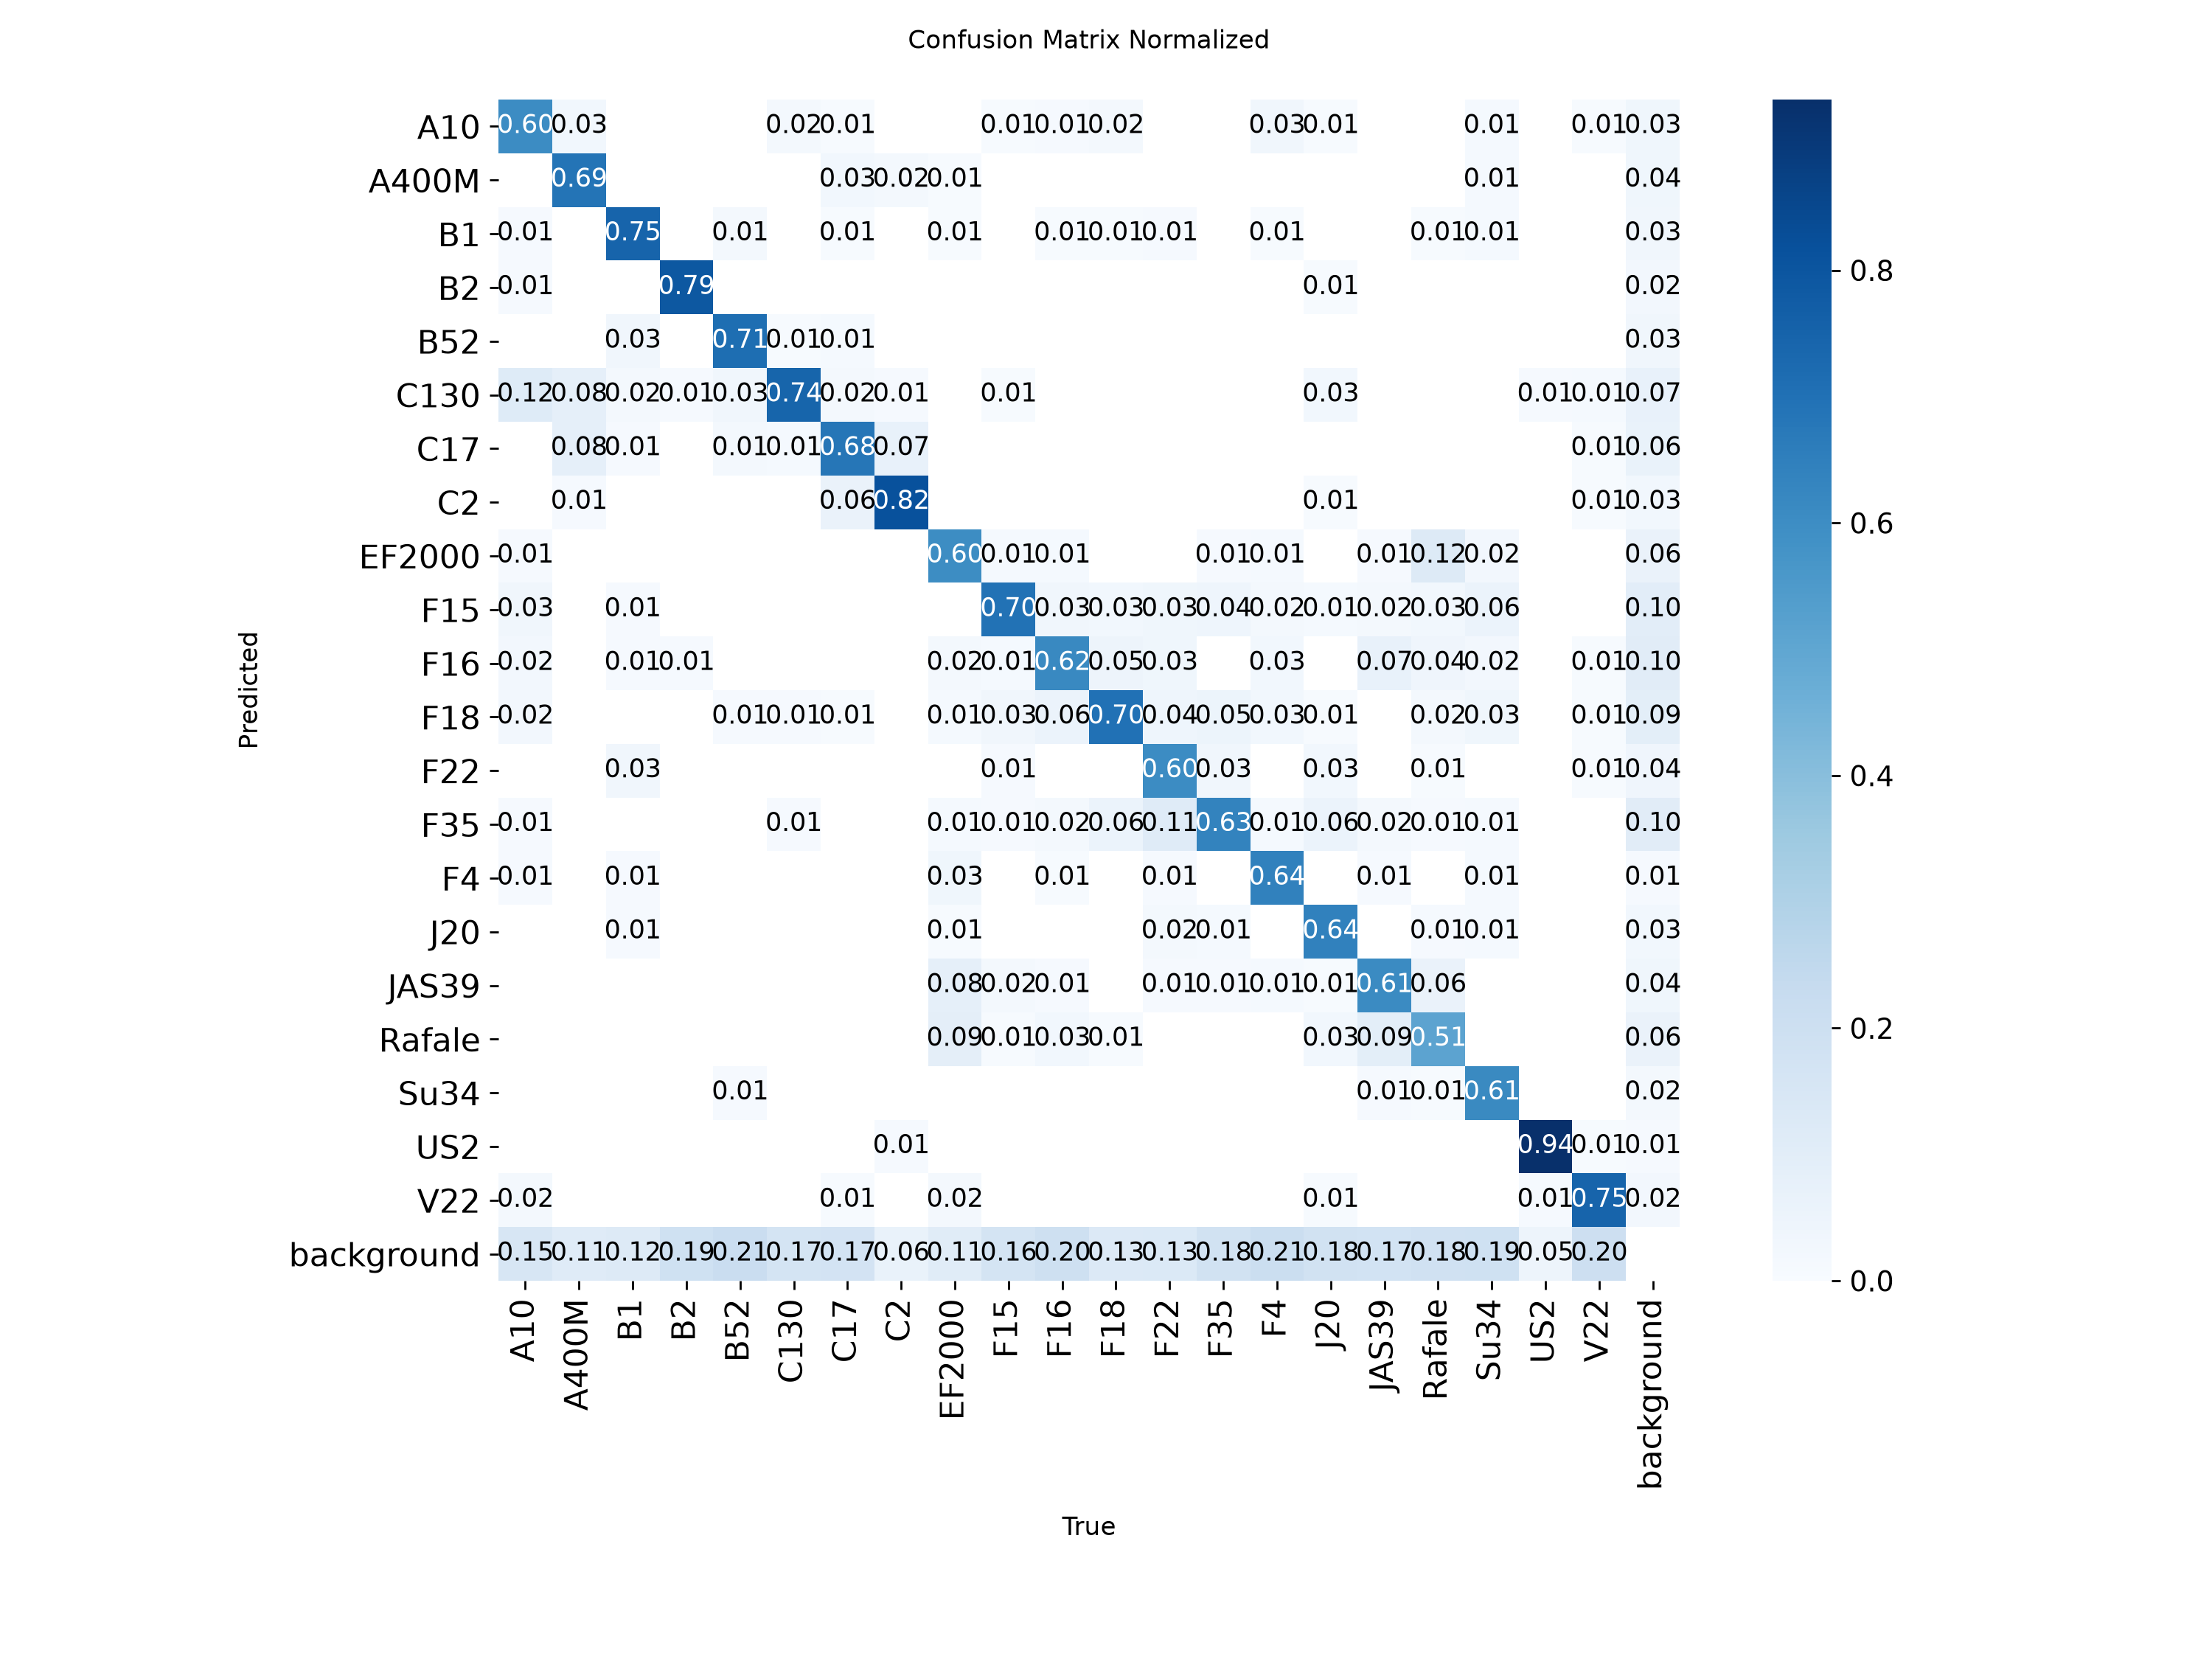 Confusion Matrix Normalized
A10 0.60 0.03 0.02 0.01 0.01 0.01 0.02 0.03 0.01 0.01 0.01 0.03
A400M 0.69 0.03 0.02 0.01 0.01 0.04
B1 0.01 0.75 0.01 0.01 0.01 0.01 0.01 0.01 0.01 0.01 0.01 0.03
0.8
B2 0.01 0.79 0.01 0.02
B52 0.03 0.71 0.01 0.01 0.03
C130 0.12 0.08 0.02 0.01 0.03 0.74 0.02 0.01 0.01 0.03 0.01 0.01 0.07
C17 0.08 0.01 0.01 0.01 0.68 0.07 0.01 0.06
C2 0.01 0.06 0.82 0.01 0.01 0.03
0.6
EF2000 0.01 0.60 0.01 0.01 0.01 0.01 0.01 0.12 0.02 0.06
F15 0.03 0.01 0.70 0.03 0.03 0.03 0.04 0.02 0.01 0.02 0.03 0.06 0.10
F16 0.02 0.01 0.01 0.02 0.01 0.62 0.05 0.03 0.03 0.07 0.04 0.02 0.01 0.10
Predicted
F18 0.02 0.01 0.01 0.01 0.01 0.03 0.06 0.70 0.04 0.05 0.03 0.01 0.02 0.03 0.01 0.09
F22 0.03 0.01 0.60 0.03 0.03 0.01 0.01 0.04
0.4
F35 0.01 0.01 0.01 0.01 0.02 0.06 0.11 0.63 0.01 0.06 0.02 0.01 0.01 0.10
F4 0.01 0.01 0.03 0.01 0.01 0.64 0.01 0.01 0.01
J20 0.01 0.01 0.02 0.01 0.64 0.01 0.01 0.03
JAS39 0.08 0.02 0.01 0.01 0.01 0.01 0.01 0.61 0.06 0.04
0.2
Rafale 0.09 0.01 0.03 0.01 0.03 0.09 0.51 0.06
Su34 0.01 0.01 0.01 0.61 0.02
US2 0.01 0.94 0.01 0.01
V22 0.02 0.01 0.02 0.01 0.01 0.75 0.02
background 0.15 0.11 0.12 0.19 0.21 0.17 0.17 0.06 0.11 0.16 0.20 0.13 0.13 0.18 0.21 0.18 0.17 0.18 0.19 0.05 0.20
0.0
A10 A400M B1 B2 B52 C130 C17 C2 EF2000 F15 F16 F18 F22 F35 F4 J20 JAS39 Rafale Su34 US2 V22 background
True